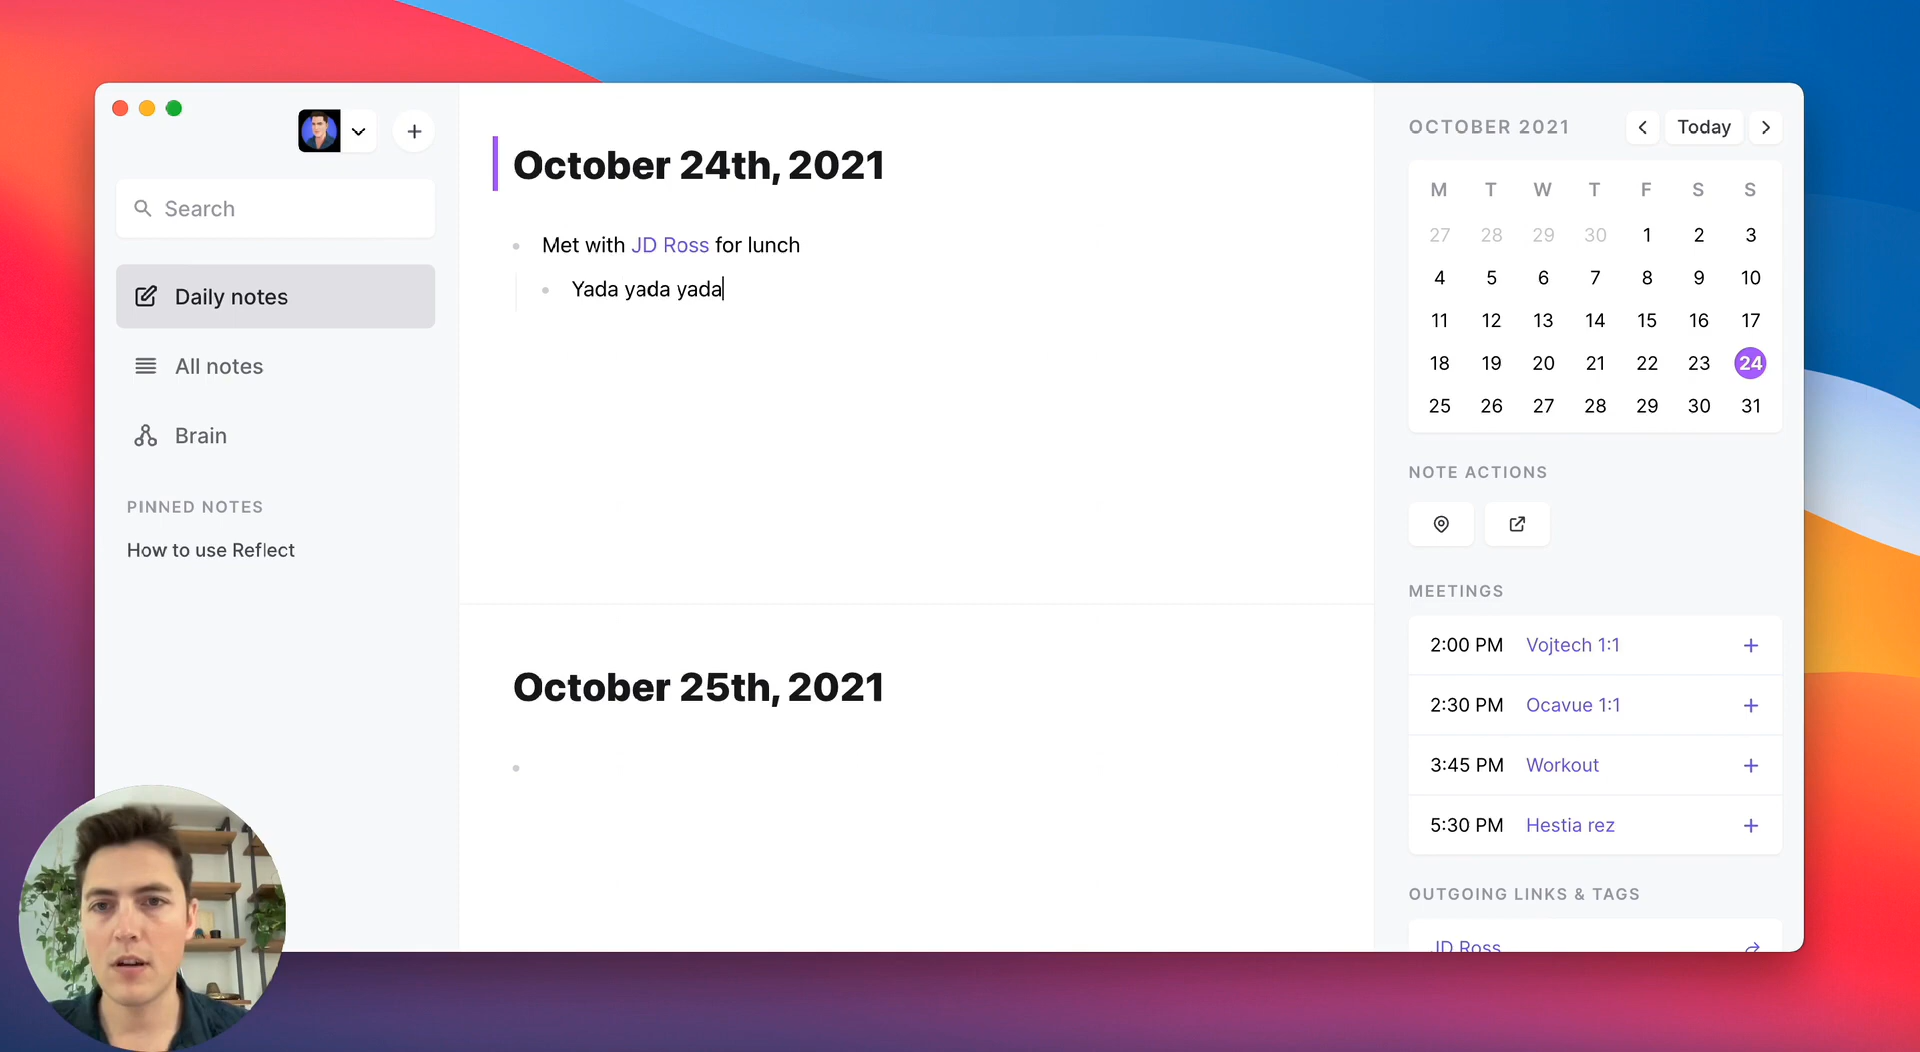 Search
Daily notes
All notes
Brain
PINNED NOTES
How to use Reflect
October 24th, 2021
Met with JD Ross for lunch
Yada yada yada
October 25th, 2021
OCTOBER 2021
Today
M T W T F S S
27 28 29 30 1 2 3
4 5 6 7 8 9 10
11 12 13 14 15 16 17
18 19 20 21 22 23 24
25 26 27 28 29 30 31
NOTE ACTIONS
MEETINGS
2:00 PM Vojtech 1:1
2:30 PM Ocavue 1:1
3:45 PM Workout
5:30 PM Hestia rez
OUTGOING LINKS & TAGS
JD Ross